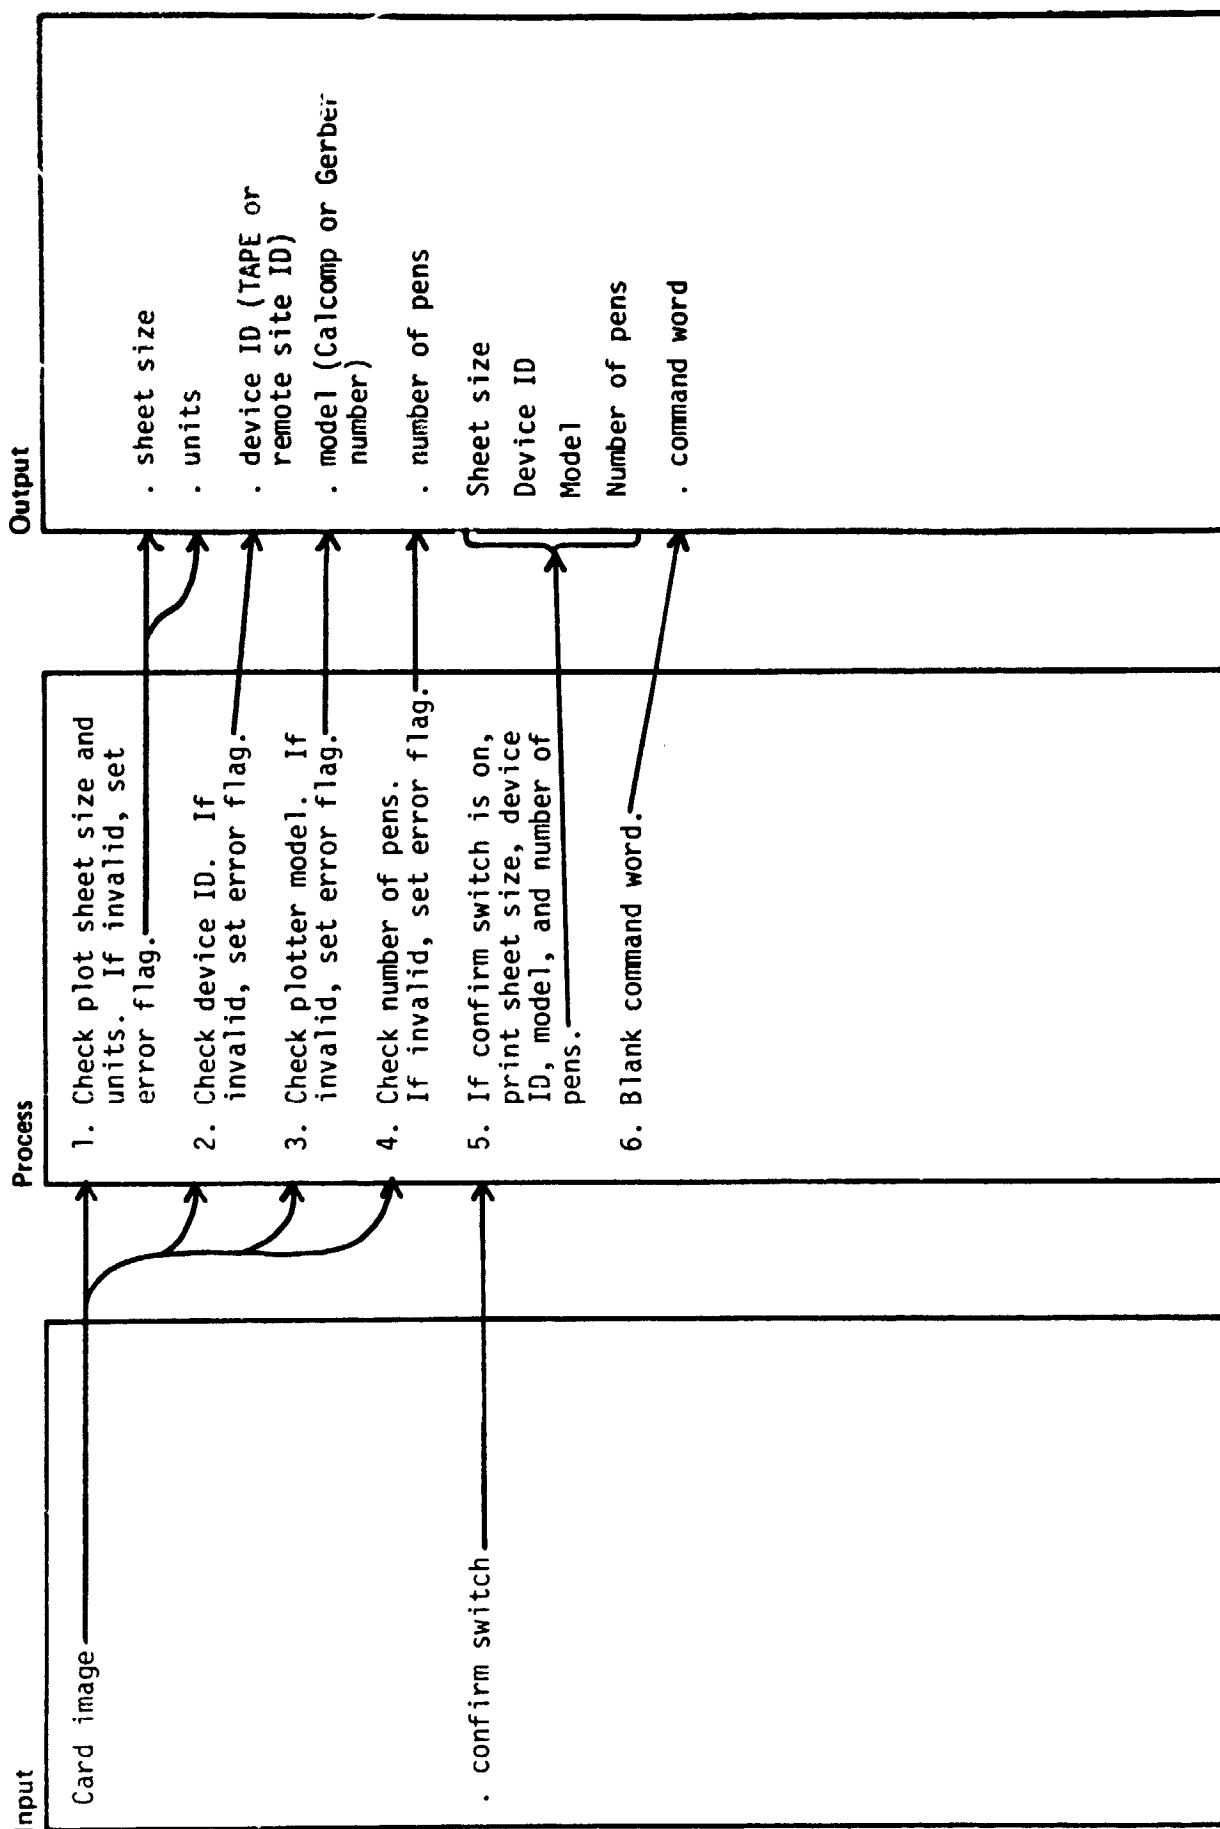 Input
Card image
. confirm switch
Process
1. Check plot sheet size and
units. If invalid, set
error flag.
2. Check device ID. If
invalid, set error flag.
3. Check plotter model. If
invalid, set error flag.
4. Check number of pens.
If invalid, set error flag.
5. If confirm switch is on,
print sheet size, device
ID, model, and number of
pens.
6. Blank command word.
Output
. sheet size
. units
. device ID (TAPE or
remote site ID)
. model (Calcomp or Gerber
number)
. number of pens
Sheet size
Device ID
Model
Number of pens
. command word